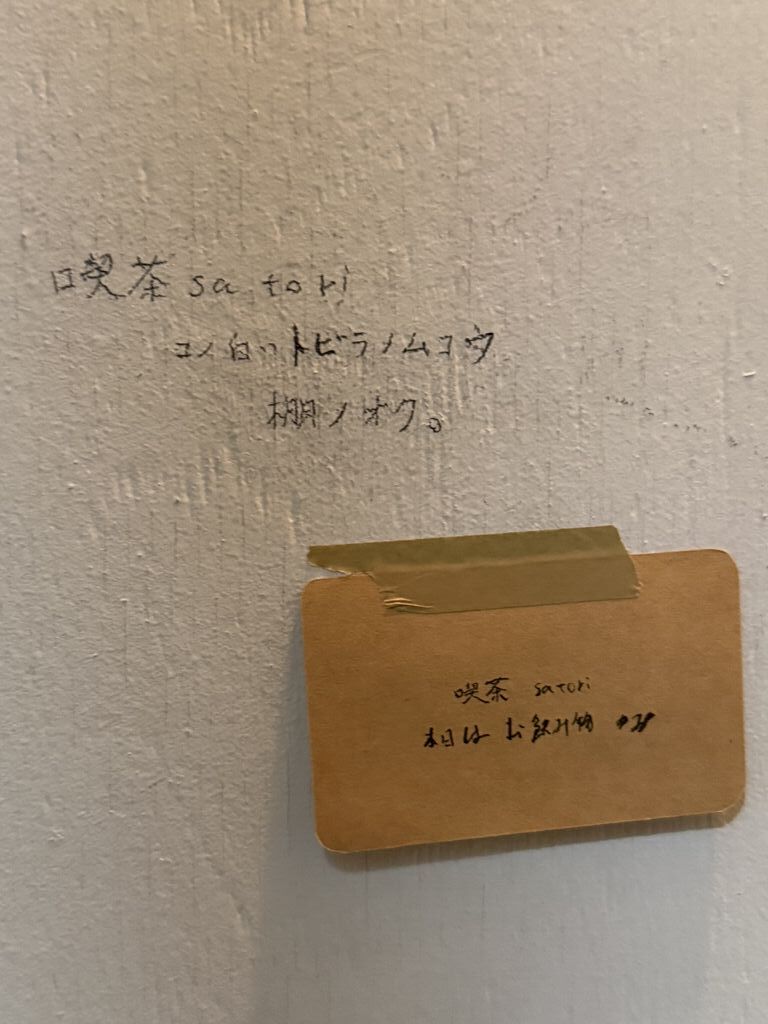 喫茶 satori
コノ白いトビラノムコウ
棚ノオク。
喫茶 satori
本日は お飲み物